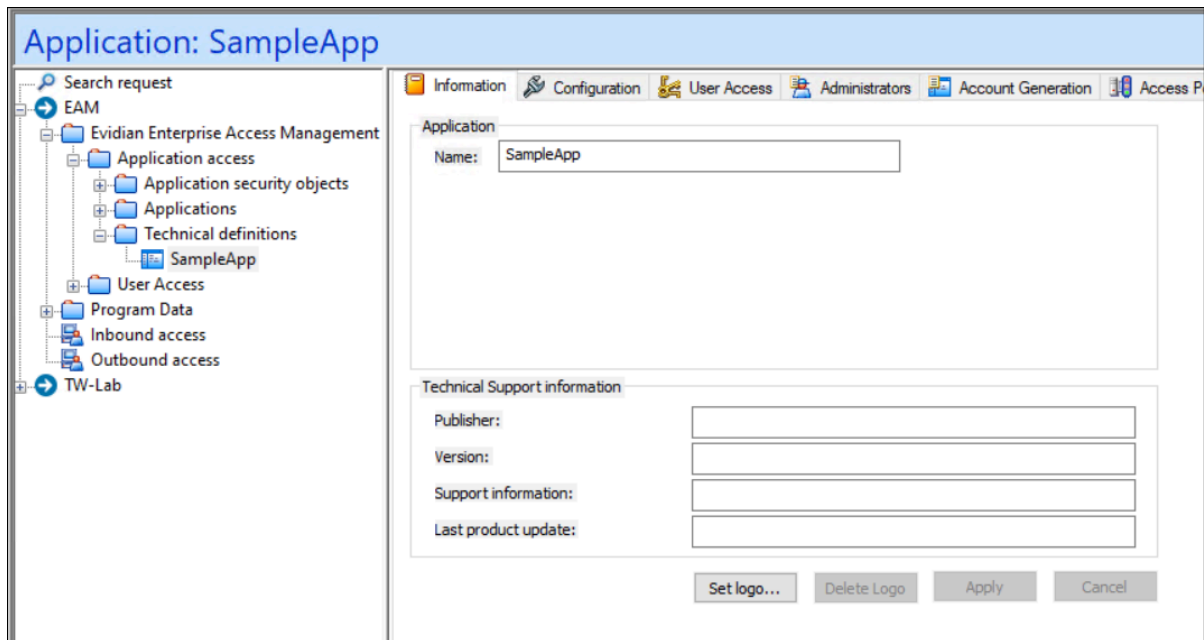 Application: SampleApp
Search request
EAM
Evidian Enterprise Access Management
Application access
Application security objects
Applications
Technical definitions
SampleApp
User Access
Program Data
Inbound access
Outbound access
TW-Lab
Information Configuration User Access Administrators Account Generation Access
Application
Name: SampleApp
Technical Support information
Publisher:
Version:
Support information:
Last product update:
Set logo... Delete Logo Apply Cancel